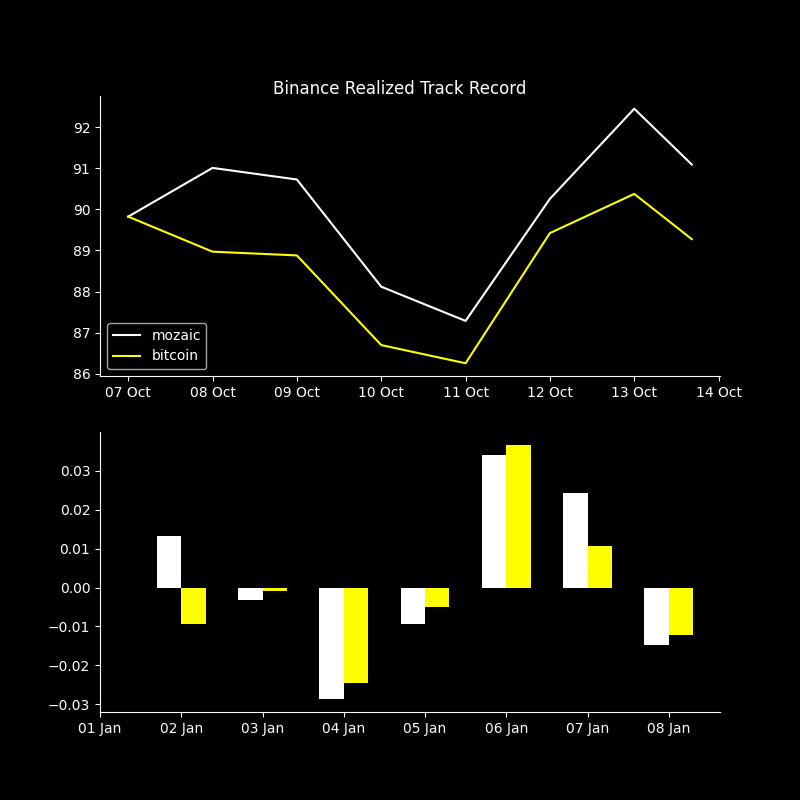 Binance Realized Track Record
92
91
90
89
88
87
86
mozaic
bitcoin
07 Oct 08 Oct 09 Oct 10 Oct 11 Oct 12 Oct 13 Oct 14 Oct
0.03
0.02
0.01
0.00
−0.01
−0.02
−0.03
01 Jan 02 Jan 03 Jan 04 Jan 05 Jan 06 Jan 07 Jan 08 Jan